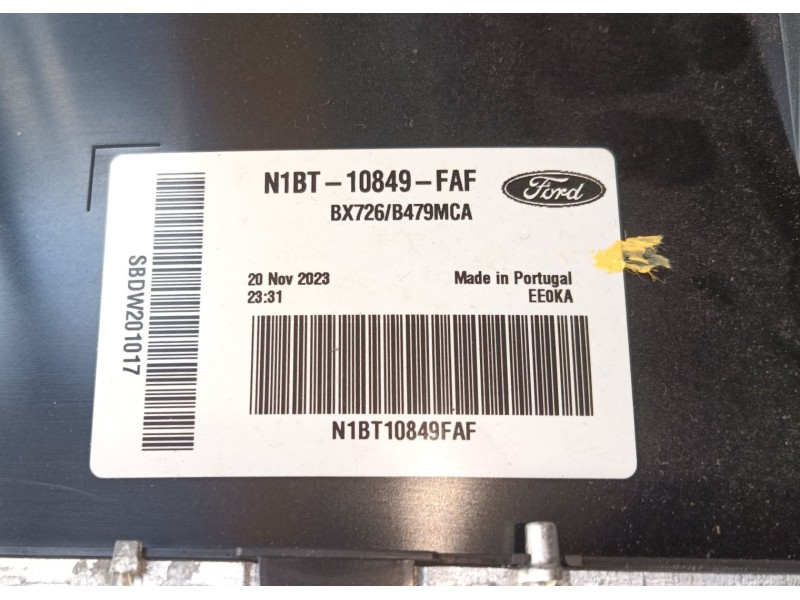 N1BT-10849-FAF
Ford
BX726/B479MCA
20 Nov 2023
Made in Portugal
23:31
EE0KA
N1BT10849FAF
SBDW201017